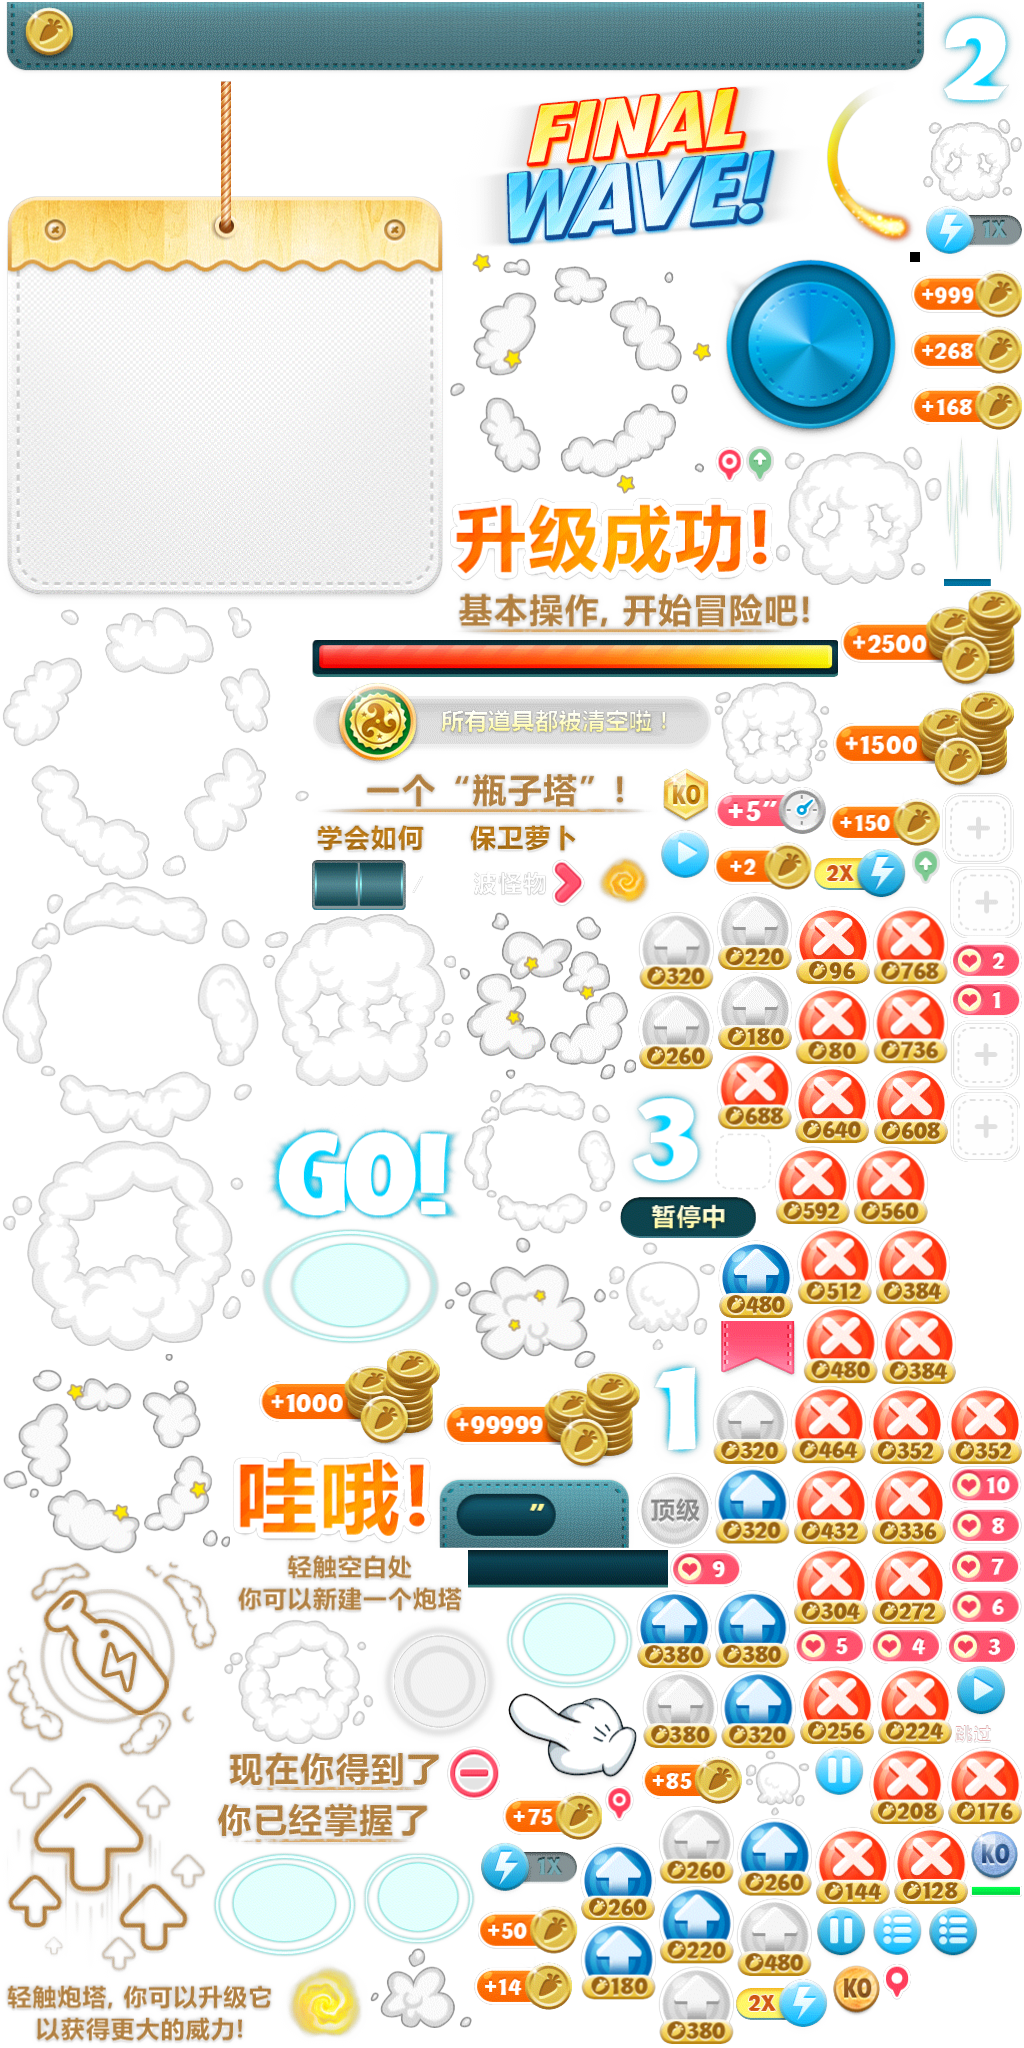 2
FINAL
WAVE!
1X
+999
+268
+168
升级成功!
基本操作, 开始冒险吧!
+2500
所有道具都被清空啦！
+1500
一个“瓶子塔”！
KO
+5″
+150
学会如何
保卫萝卜
+2
2X
/
波怪物
320
220
96
768
2
1
260
180
80
736
688
640
608
3
GO!
592
560
暂停中
480
512
384
480
384
+1000
+99999
1
320
464
352
352
哇哦!
″
顶级
320
432
336
10
8
轻触空白处
你可以新建一个炮塔
9
304
272
7
6
380
380
5
4
3
380
320
256
224
跳过
现在你得到了
+85
208
176
你已经掌握了
+75
1X
260
260
260
144
128
KO
+50
220
480
180
+14
轻触炮塔, 你可以升级它
以获得更大的威力!
380
2X
KO